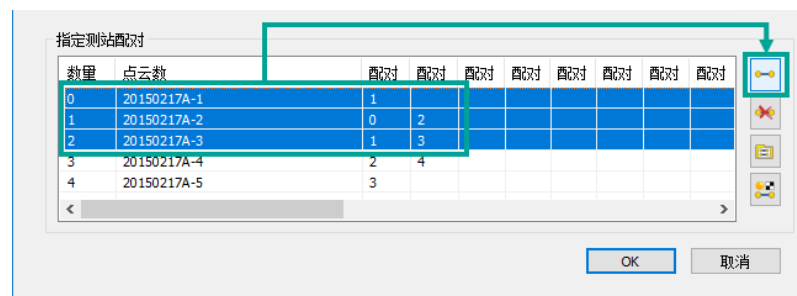 指定测站配对
数量 点云数 配对 配对 配对 配对 配对 配对 配对 配对
0 20150217A-1 1
1 20150217A-2 0 2
2 20150217A-3 1 3
3 20150217A-4 2 4
4 20150217A-5 3
OK 取消